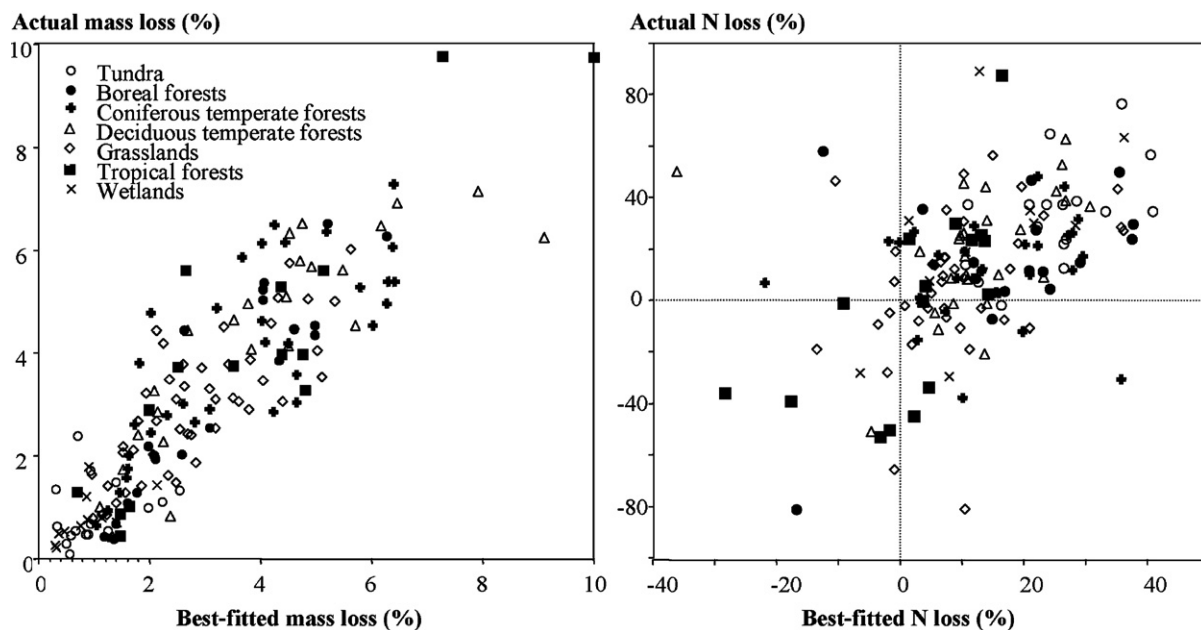 Actual mass loss (%)
10
8
6
4
2
0
Tundra
Boreal forests
Coniferous temperate forests
Deciduous temperate forests
Grasslands
Tropical forests
Wetlands
0 2 4 6 8 10
Best-fitted mass loss (%)
Actual N loss (%)
80
40
0
-40
-80
-40 -20 0 20 40
Best-fitted N loss (%)